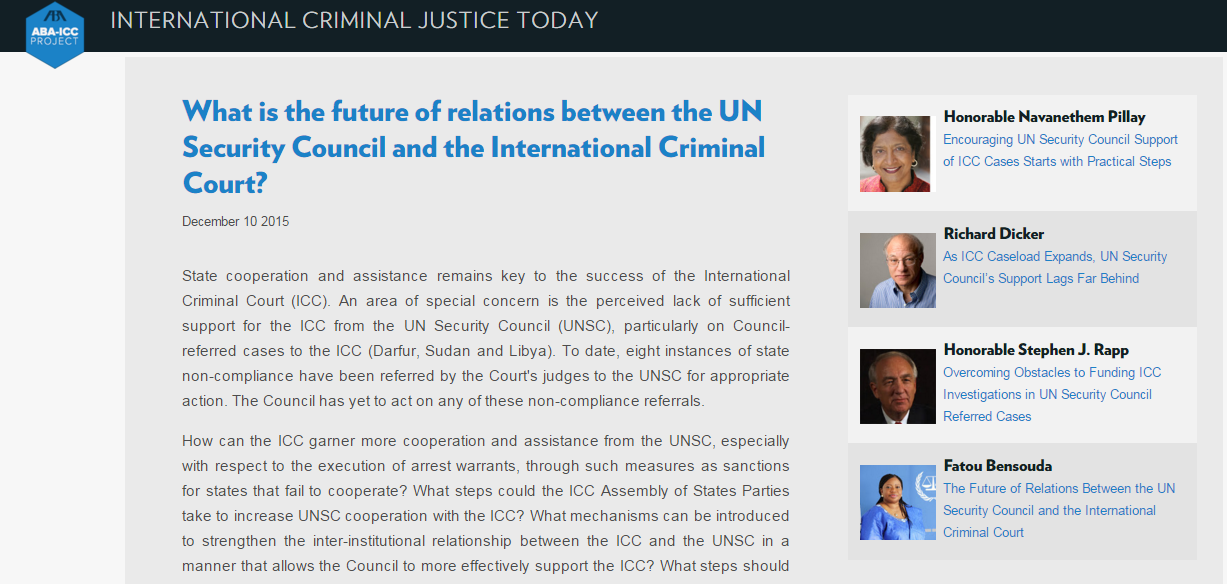 ABA
ABA-ICC
PROJECT
INTERNATIONAL CRIMINAL JUSTICE TODAY
What is the future of relations between the UN
Security Council and the International Criminal
Court?
December 10 2015
State cooperation and assistance remains key to the success of the International
Criminal Court (ICC). An area of special concern is the perceived lack of sufficient
support for the ICC from the UN Security Council (UNSC), particularly on Council-
referred cases to the ICC (Darfur, Sudan and Libya). To date, eight instances of state
non-compliance have been referred by the Court's judges to the UNSC for appropriate
action. The Council has yet to act on any of these non-compliance referrals.
How can the ICC garner more cooperation and assistance from the UNSC, especially
with respect to the execution of arrest warrants, through such measures as sanctions
for states that fail to cooperate? What steps could the ICC Assembly of States Parties
take to increase UNSC cooperation with the ICC? What mechanisms can be introduced
to strengthen the inter-institutional relationship between the ICC and the UNSC in a
manner that allows the Council to more effectively support the ICC? What steps should
Honorable Navanethem Pillay
Encouraging UN Security Council Support
of ICC Cases Starts with Practical Steps
Richard Dicker
As ICC Caseload Expands, UN Security
Council's Support Lags Far Behind
Honorable Stephen J. Rapp
Overcoming Obstacles to Funding ICC
Investigations in UN Security Council
Referred Cases
Fatou Bensouda
The Future of Relations Between the UN
Security Council and the International
Criminal Court